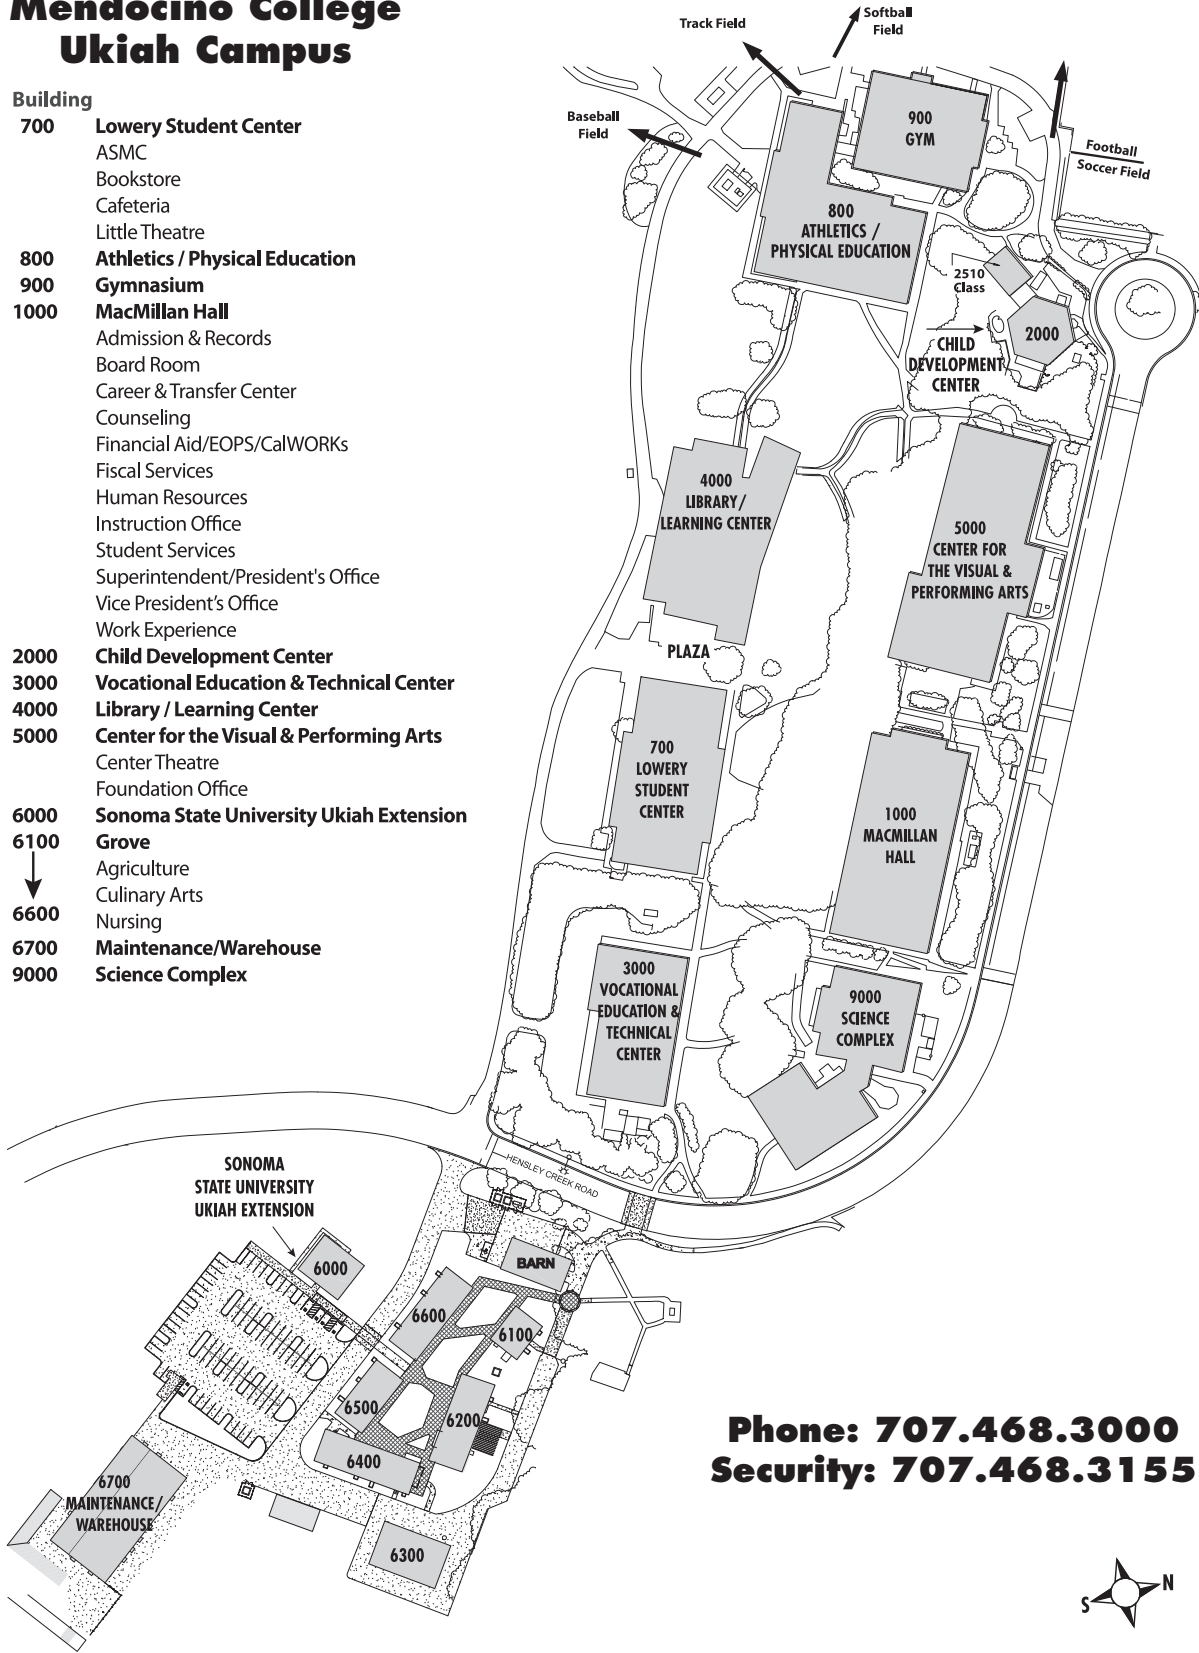 Mendocino College
Ukiah Campus
Building
700 Lowery Student Center
ASMC
Bookstore
Cafeteria
Little Theatre
800 Athletics / Physical Education
900 Gymnasium
1000 MacMillan Hall
Admission & Records
Board Room
Career & Transfer Center
Counseling
Financial Aid/EOPS/CalWORKs
Fiscal Services
Human Resources
Instruction Office
Student Services
Superintendent/President's Office
Vice President's Office
Work Experience
2000 Child Development Center
3000 Vocational Education & Technical Center
4000 Library / Learning Center
5000 Center for the Visual & Performing Arts
Center Theatre
Foundation Office
6000 Sonoma State University Ukiah Extension
6100 Grove
Agriculture
Culinary Arts
6600
Nursing
6700 Maintenance/Warehouse
9000 Science Complex
Track Field
Softball
Field
Baseball
Field
Football
Soccer Field
900
GYM
800
ATHLETICS /
PHYSICAL EDUCATION
2510
Class
2000
CHILD
DEVELOPMENT
CENTER
4000
LIBRARY/
LEARNING CENTER
5000
CENTER FOR
THE VISUAL &
PERFORMING ARTS
PLAZA
700
LOWERY
STUDENT
CENTER
1000
MACMILLAN
HALL
3000
VOCATIONAL
EDUCATION &
TECHNICAL
CENTER
9000
SCIENCE
COMPLEX
HENSLEY CREEK ROAD
SONOMA
STATE UNIVERSITY
UKIAH EXTENSION
6000
BARN
6600
6100
6500
6200
6400
6700
MAINTENANCE/
WAREHOUSE
6300
Phone: 707.468.3000
Security: 707.468.3155
N
S